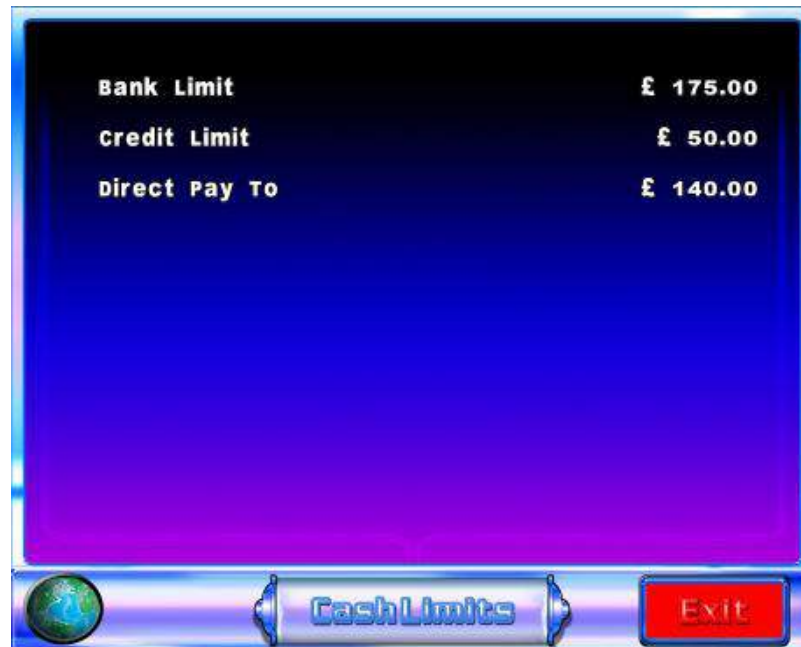 Bank Limit £ 175.00
Credit Limit £ 50.00
Direct Pay To £ 140.00
Cash Limits
Exit